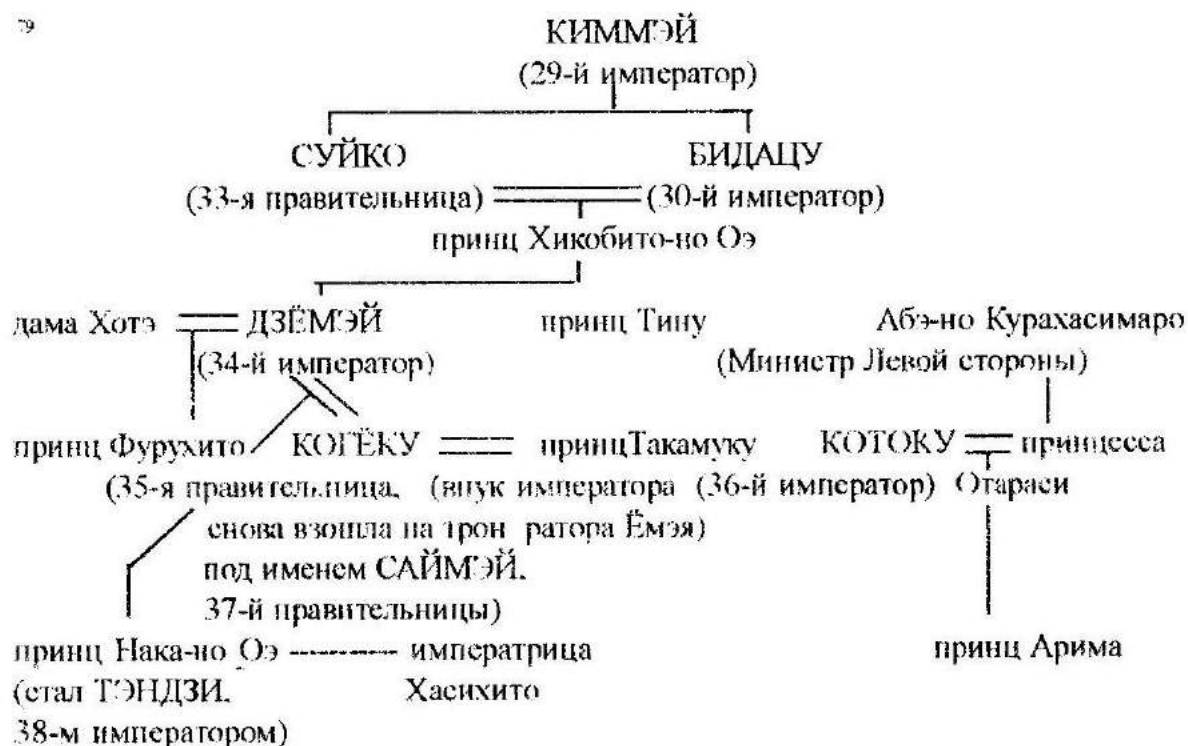 79
КИММЭЙ
(29-й император)
СУЙКО БИДАЦУ
(33-я правительница) (30-й император)
принц Хикобито-но Оэ
дама Хотэ ДЗЁМЭЙ принц Тину Абэ-но Курахасимаро
(34-й император) (Министр Левой стороны)
принц Фурухито КОГЁКУ принцТакамуку КОТОКУ принцесса
(35-я правительница, (внук императора (36-й император) Отараси
снова взошла на трон ратора Ёмэя)
под именем САЙМЭЙ,
37-й правительницы)
принц Нака-но Оэ -------- императрица принц Арима
(стал ТЭНДЗИ, Хасихито
38-м императором)